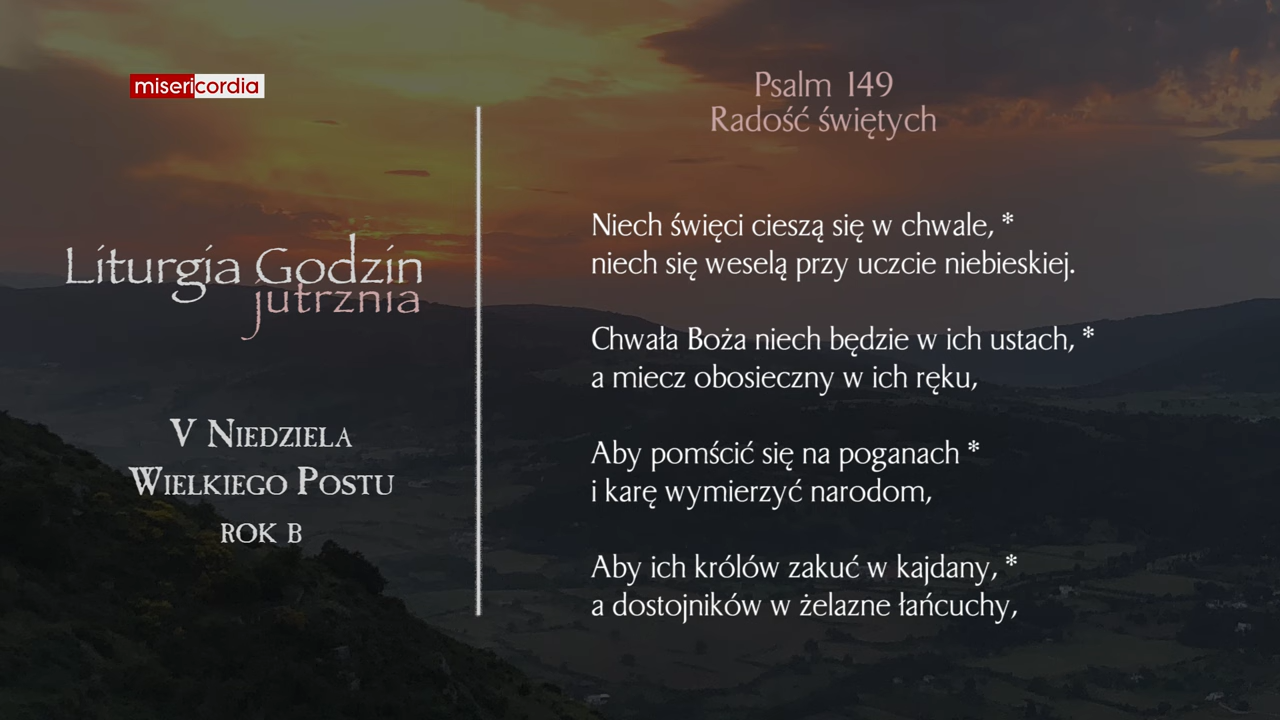 misericordia
Liturgia Godzin
jutrznia
V Niedziela
Wielkiego Postu
rok B
Psalm 149
Radość świętych
Niech święci cieszą się w chwale, *
niech się weselą przy uczcie niebieskiej.
Chwała Boża niech będzie w ich ustach, *
a miecz obosieczny w ich ręku,
Aby pomścić się na poganach *
i karę wymierzyć narodom,
Aby ich królów zakuć w kajdany, *
a dostojników w żelazne łańcuchy,